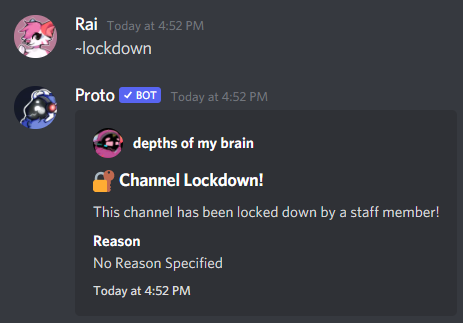 Rai Today at 4:52 PM
~lockdown
Proto ✓ BOT Today at 4:52 PM
depths of my brain
🔐 Channel Lockdown!
This channel has been locked down by a staff member!
Reason
No Reason Specified
Today at 4:52 PM